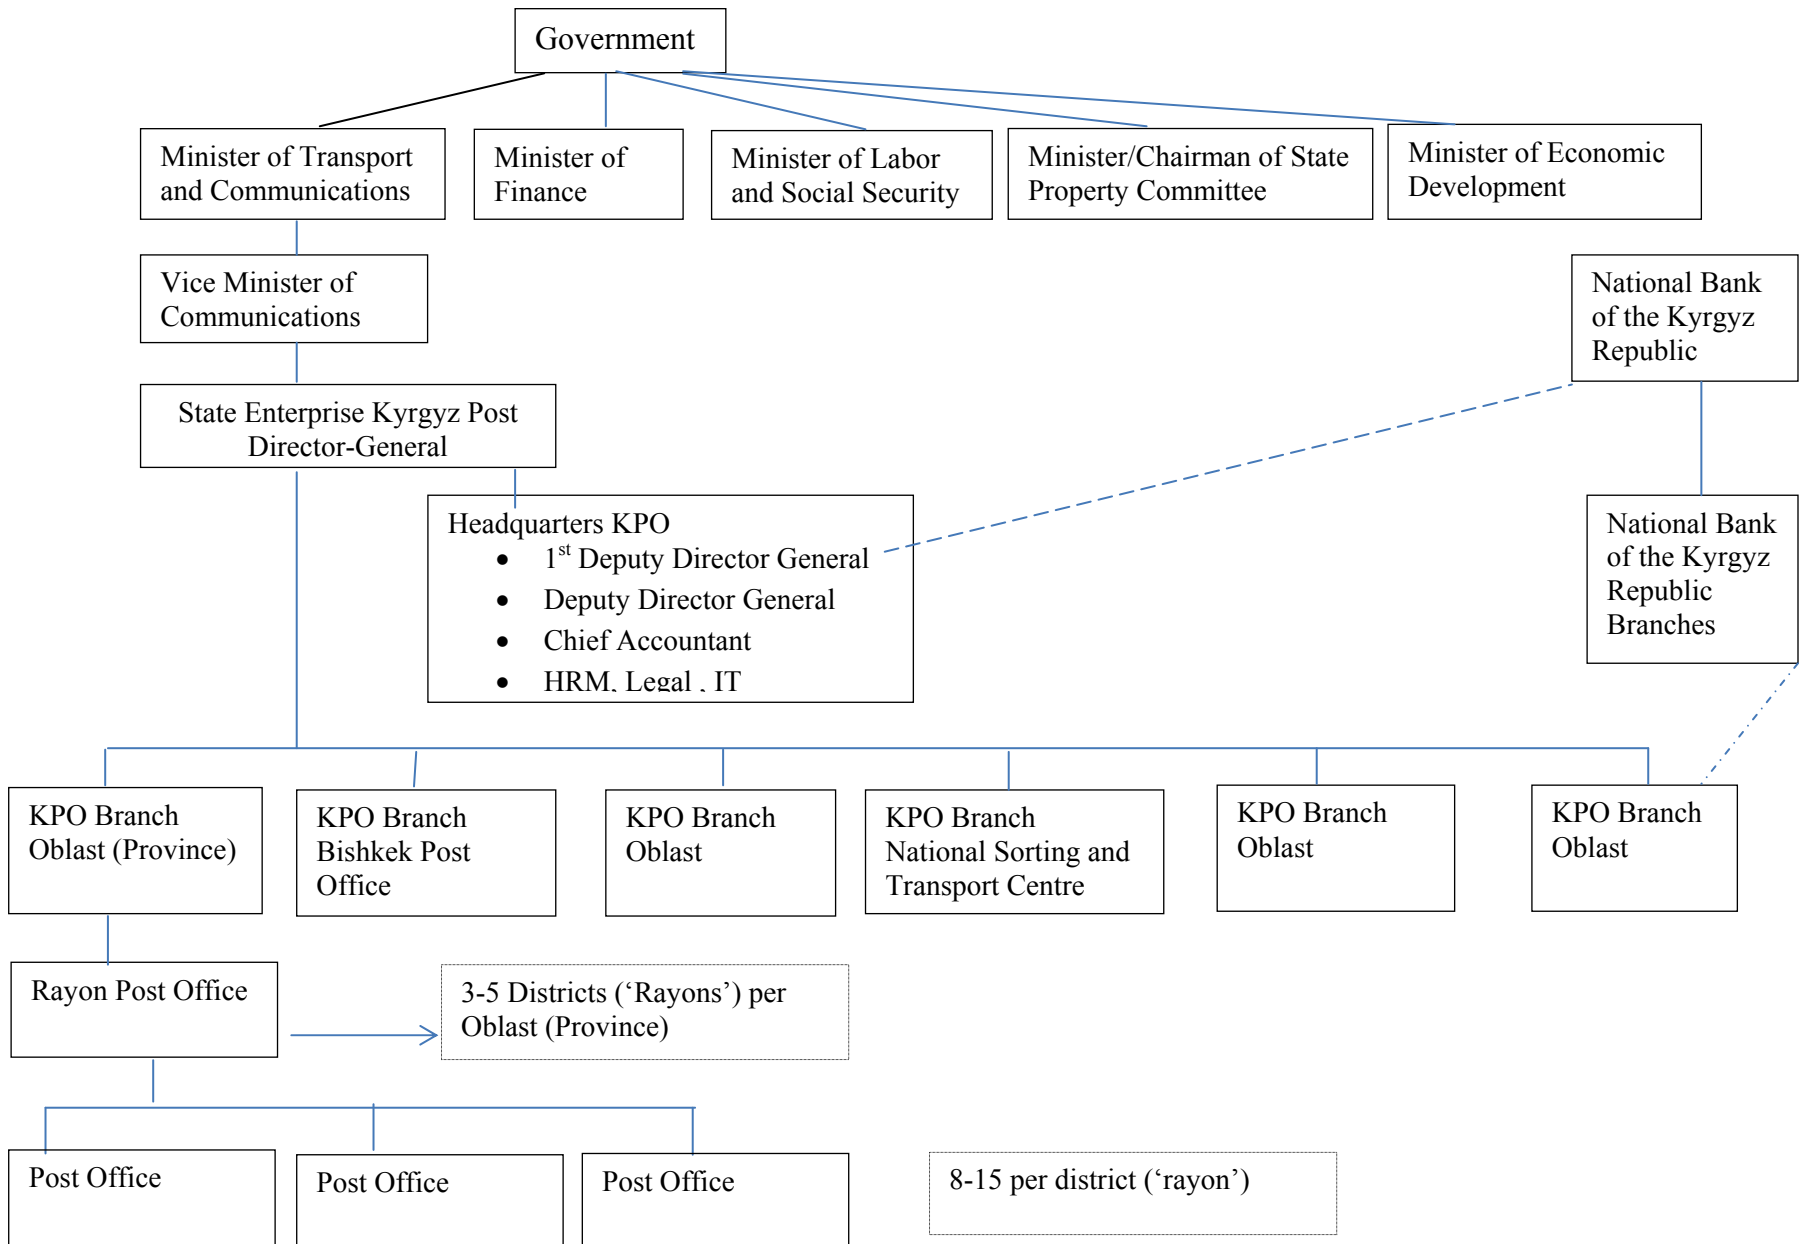 Government
Minister of Transport
and Communications
Minister of
Finance
Minister of Labor
and Social Security
Minister/Chairman of State
Property Committee
Minister of Economic
Development
Vice Minister of
Communications
National Bank
of the Kyrgyz
Republic
State Enterprise Kyrgyz Post
Director-General
Headquarters KPO
• 1st Deputy Director General
• Deputy Director General
• Chief Accountant
• HRM, Legal , IT
National Bank
of the Kyrgyz
Republic
Branches
KPO Branch
Oblast (Province)
KPO Branch
Bishkek Post
Office
KPO Branch
Oblast
KPO Branch
National Sorting and
Transport Centre
KPO Branch
Oblast
KPO Branch
Oblast
Rayon Post Office
3-5 Districts (‘Rayons’) per
Oblast (Province)
Post Office
Post Office
Post Office
8-15 per district (‘rayon’)